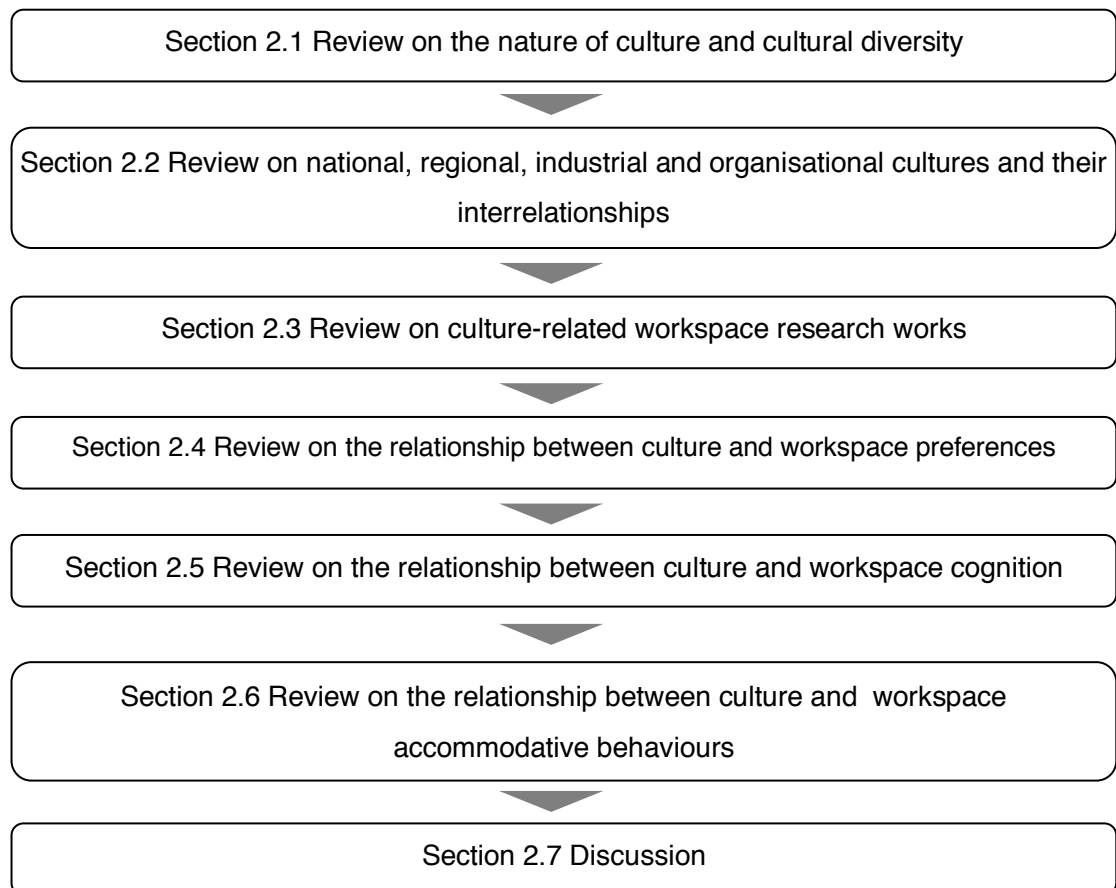 Section 2.1 Review on the nature of culture and cultural diversity
Section 2.2 Review on national, regional, industrial and organisational cultures and their
interrelationships
Section 2.3 Review on culture-related workspace research works
Section 2.4 Review on the relationship between culture and workspace preferences
Section 2.5 Review on the relationship between culture and workspace cognition
Section 2.6 Review on the relationship between culture and  workspace
accommodative behaviours
Section 2.7 Discussion